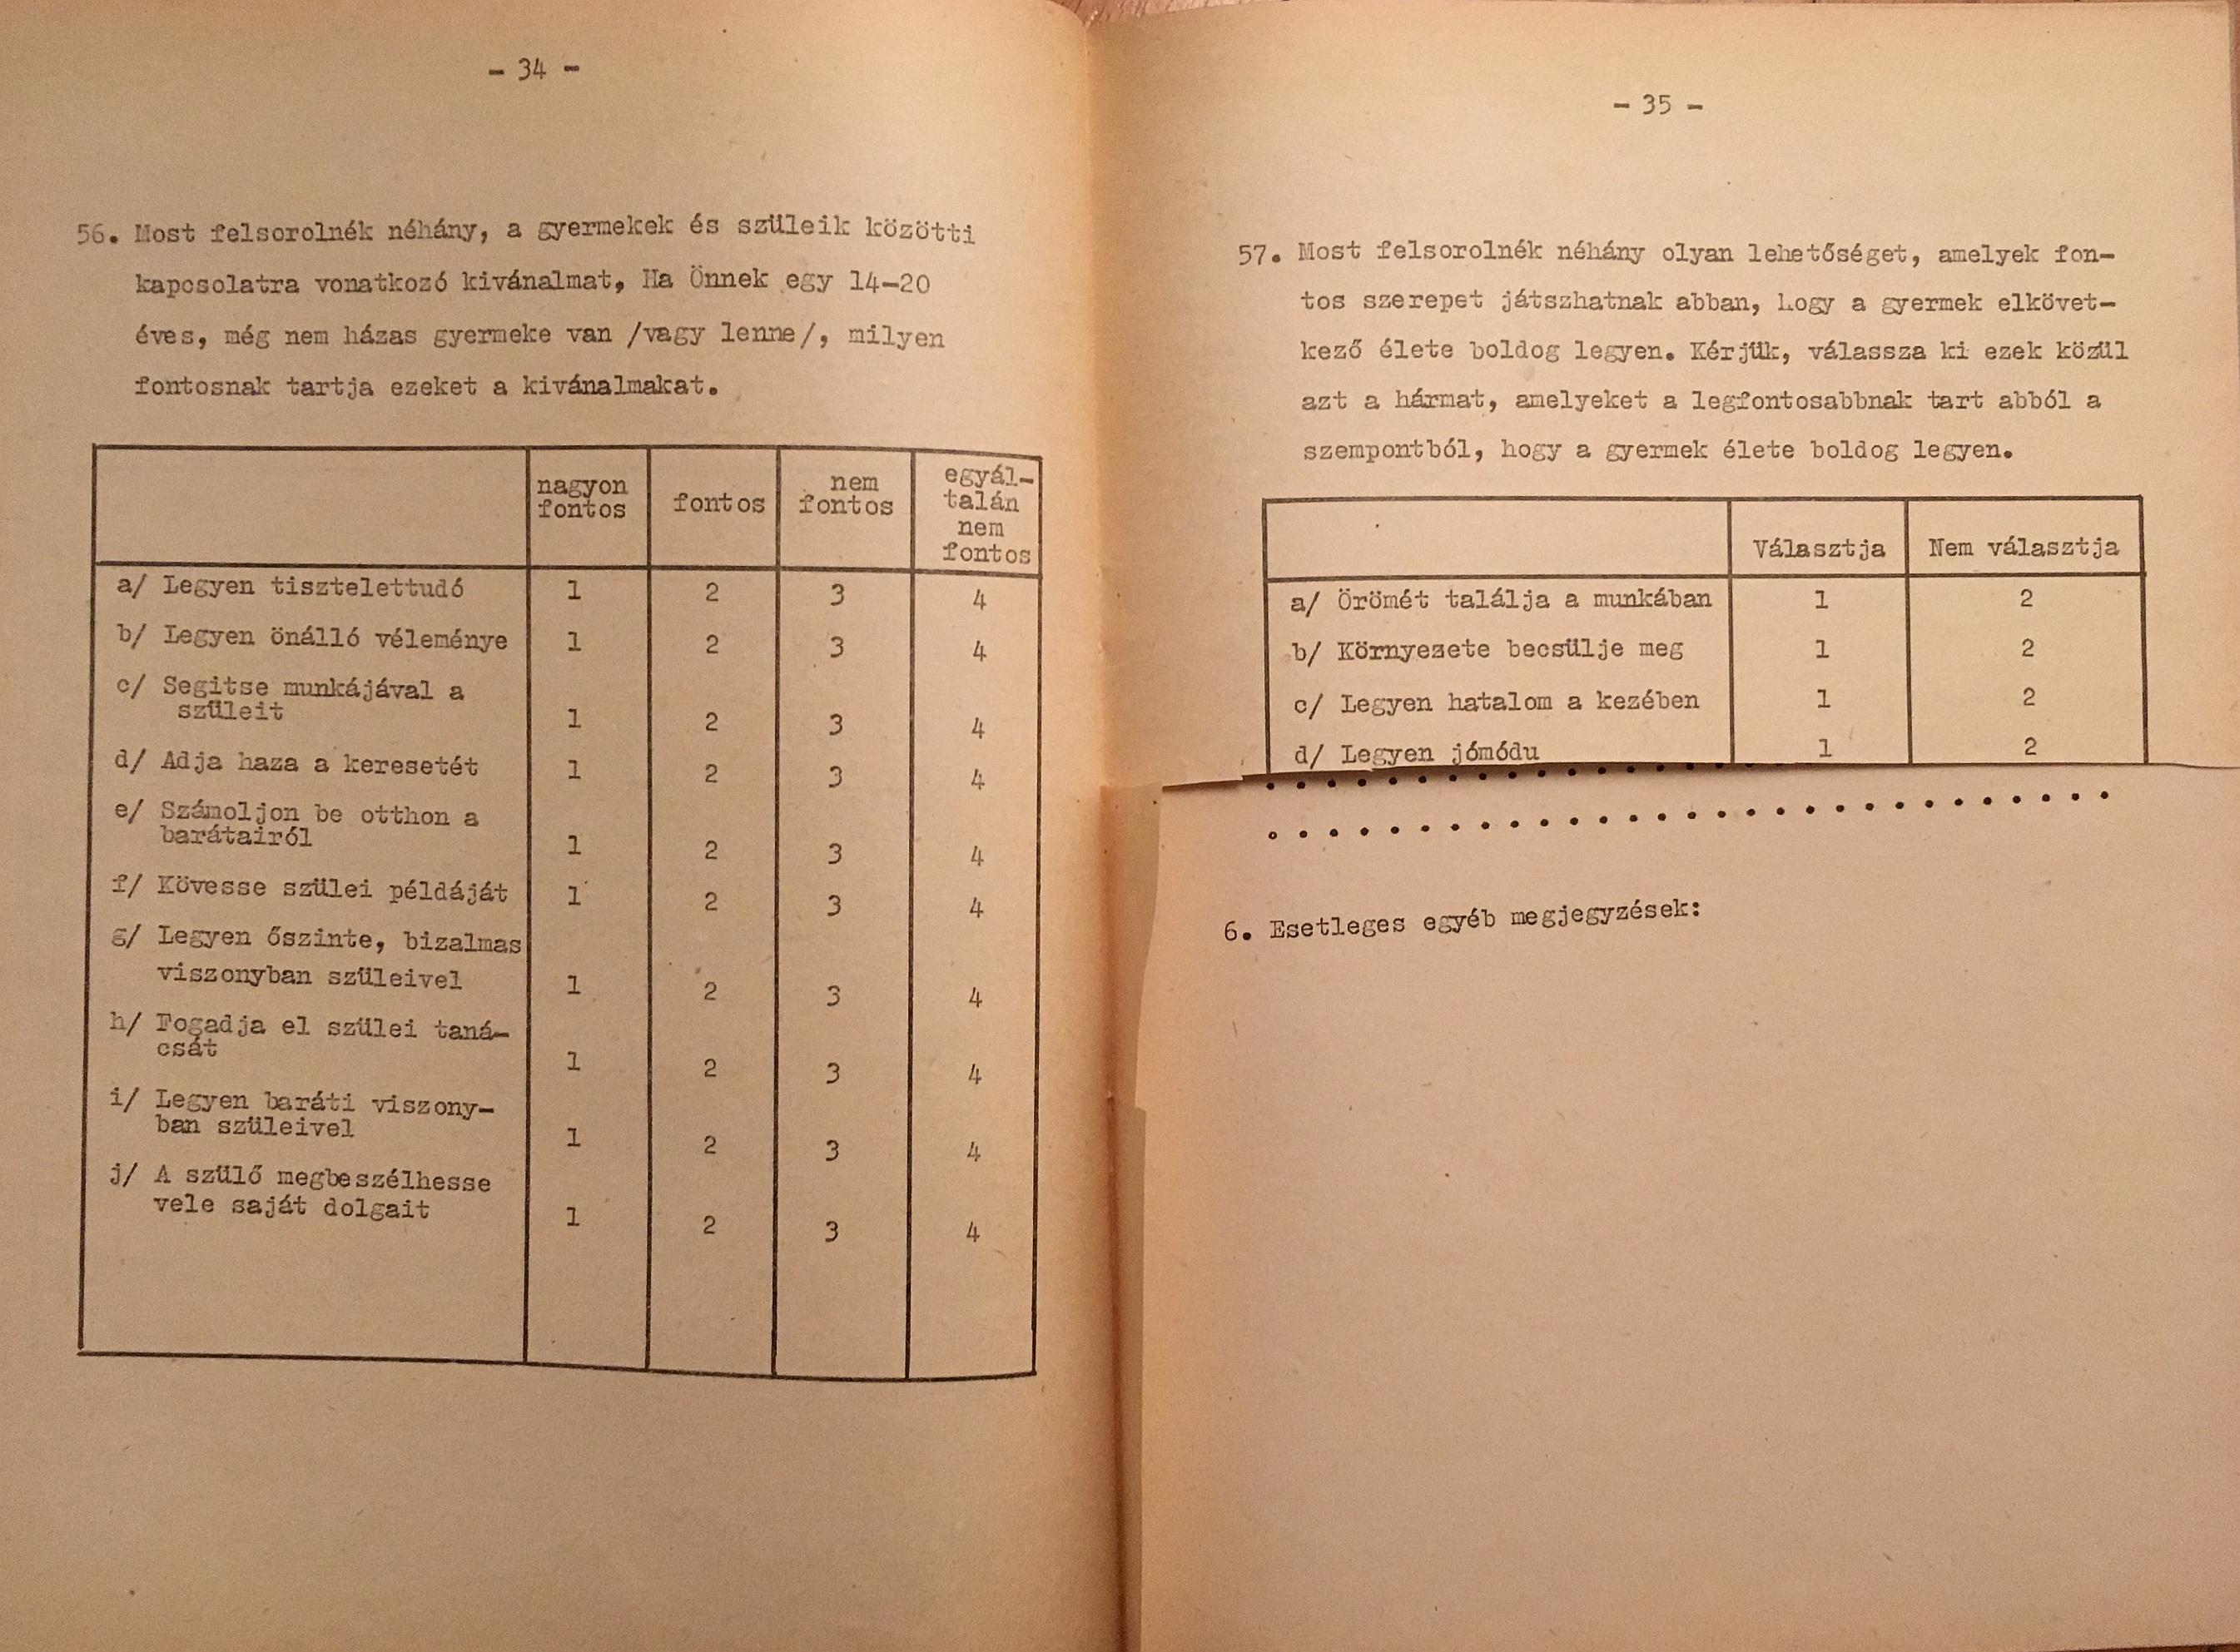 - 34 -
56. Most felsorolnék néhány, a gyermekek és szüleik közötti
kapcsolatra vonatkozó kivánalmat, Ha Önnek egy 14-20
éves, még nem házas gyermeke van /vagy lenne/, milyen
fontosnak tartja ezeket a kivánalmakat.
nagyon
fontos
fontos
nem
fontos
egyál-
talán
nem
fontos
a/ Legyen tisztelettudó 1 2 3 4
b/ Legyen önálló véleménye 1 2 3 4
c/ Segitse munkájával a
szüleit 1 2 3 4
d/ Adja haza a keresetét 1 2 3 4
e/ Számoljon be otthon a
barátairól 1 2 3 4
f/ Kövesse szülei példáját 1 2 3 4
g/ Legyen őszinte, bizalmas
viszonyban szüleivel 1 2 3 4
h/ Fogadja el szülei taná-
csát 1 2 3 4
i/ Legyen baráti viszony-
ban szüleivel 1 2 3 4
j/ A szülő megbeszélhesse
vele saját dolgait 1 2 3 4
- 35 -
57. Most felsorolnék néhány olyan lehetőséget, amelyek fon-
tos szerepet játszhatnak abban, hogy a gyermek elkövet-
kező élete boldog legyen. Kérjük, válassza ki ezek közül
azt a hármat, amelyeket a legfontosabbnak tart abból a
szempontból, hogy a gyermek élete boldog legyen.
Választja Nem választja
a/ Örömét találja a munkában 1 2
b/ Környezete becsülje meg 1 2
c/ Legyen hatalom a kezében 1 2
d/ Legyen jómódu 1 2
6. Esetleges egyéb megjegyzések: